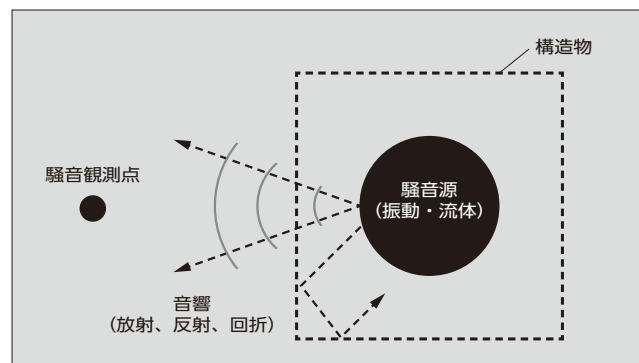 構造物
騒音観測点
騒音源
（振動・流体）
音響
（放射、反射、回折）